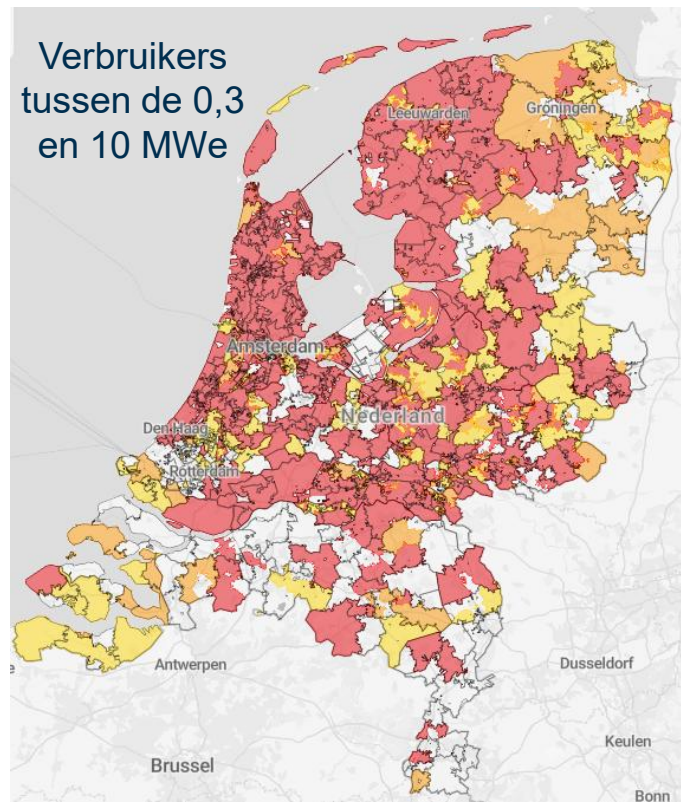 Verbruikers
tussen de 0,3
en 10 MWe
Leeuwarden
Groningen
Amsterdam
Nederland
Den Haag
Rotterdam
Antwerpen
Dusseldorf
Brussel
Keulen
Bonn